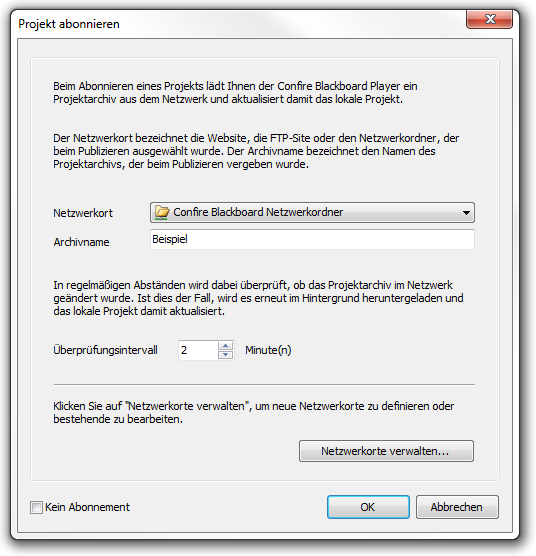 Projekt abonnieren
Beim Abonnieren eines Projekts lädt Ihnen der Confire Blackboard Player ein
Projektarchiv aus dem Netzwerk und aktualisiert damit das lokale Projekt.
Der Netzwerkort bezeichnet die Website, die FTP-Site oder den Netzwerkordner, der
beim Publizieren ausgewählt wurde. Der Archivname bezeichnet den Namen des
Projektarchivs, der beim Publizieren vergeben wurde.
Netzwerkort Confire Blackboard Netzwerkordner
Archivname Beispiel
In regelmäßigen Abständen wird dabei überprüft, ob das Projektarchiv im Netzwerk
geändert wurde. Ist dies der Fall, wird es erneut im Hintergrund heruntergeladen und
das lokale Projekt damit aktualisiert.
Überprüfungsintervall 2 Minute(n)
Klicken Sie auf "Netzwerkorte verwalten", um neue Netzwerkorte zu definieren oder
bestehende zu bearbeiten.
Netzwerkorte verwalten...
Kein Abonnement OK Abbrechen